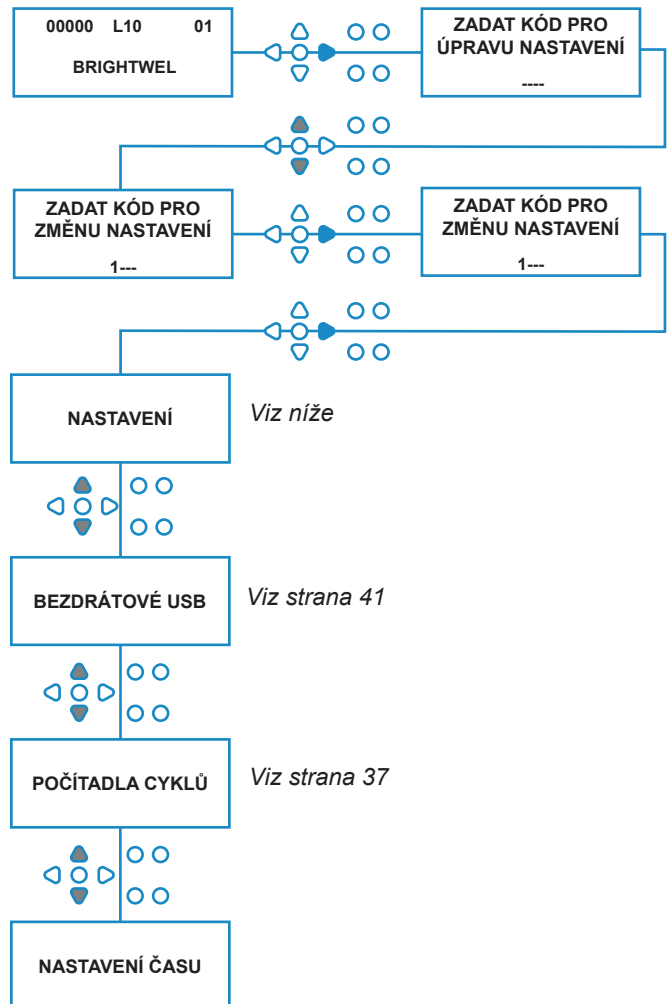 00000 L10 01
BRIGHTWEL
ZADAT KÓD PRO
ÚPRAVU NASTAVENÍ
----
ZADAT KÓD PRO
ZMĚNU NASTAVENÍ
1---
ZADAT KÓD PRO
ZMĚNU NASTAVENÍ
1---
NASTAVENÍ
Viz níže
BEZDRÁTOVÉ USB
Viz strana 41
POČÍTADLA CYKLŮ
Viz strana 37
NASTAVENÍ ČASU